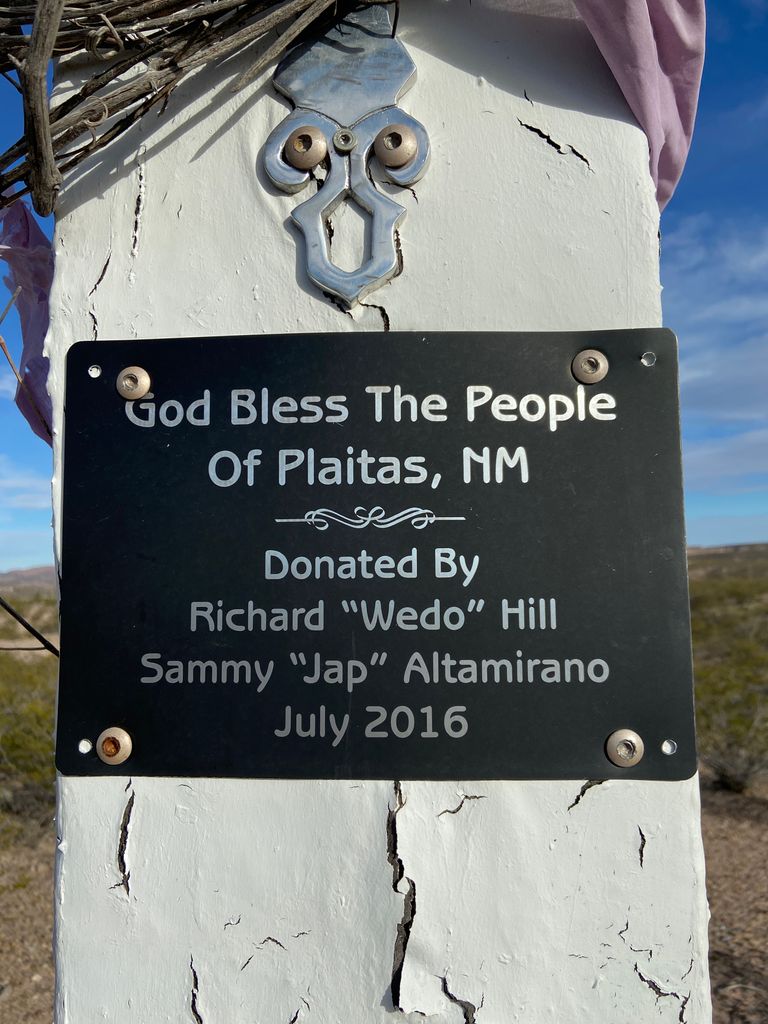 God Bless The People
Of Plaitas, NM
Donated By
Richard "Wedo" Hill
Sammy "Jap" Altamirano
July 2016